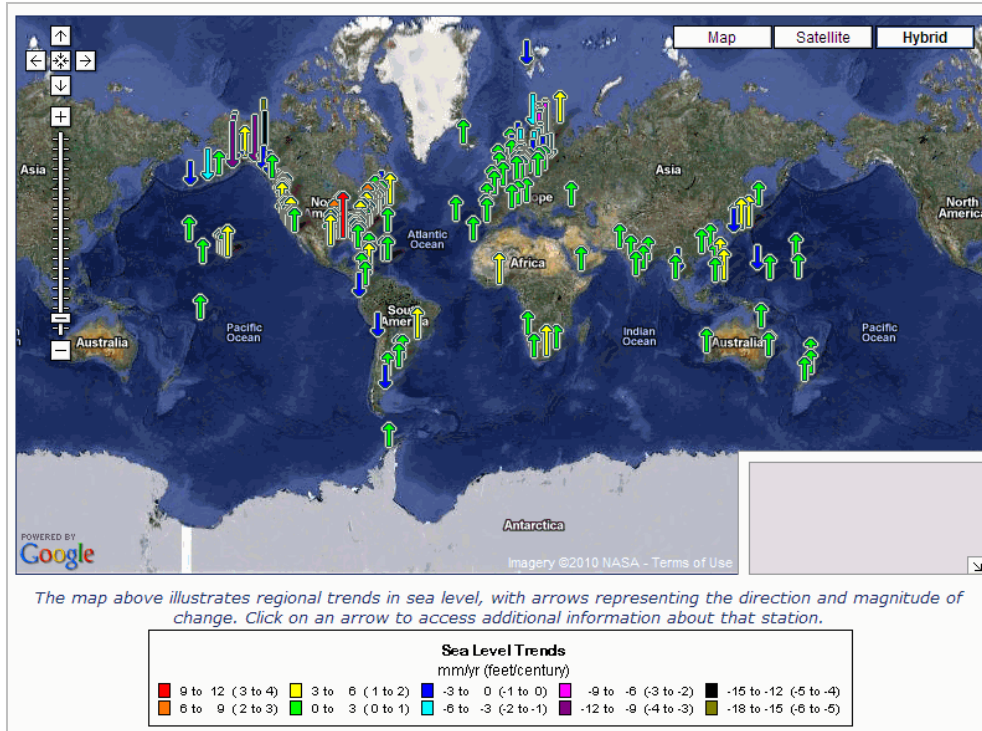 Map Satellite Hybrid
Asia
North America
Europe
Asia
North America
Atlantic Ocean
Africa
South America
Pacific Ocean
Indian Ocean
Australia
Australia
Pacific Ocean
Antarctica
POWERED BY
Google
Imagery ©2010 NASA - Terms of Use
The map above illustrates regional trends in sea level, with arrows representing the direction and magnitude of
change. Click on an arrow to access additional information about that station.
Sea Level Trends
mm/yr (feet/century)
9 to 12 (3 to 4) 3 to 6 (1 to 2) -3 to 0 (-1 to 0) -9 to -6 (-3 to -2) -15 to -12 (-5 to -4)
6 to 9 (2 to 3) 0 to 3 (0 to 1) -6 to -3 (-2 to -1) -12 to -9 (-4 to -3) -18 to -15 (-6 to -5)